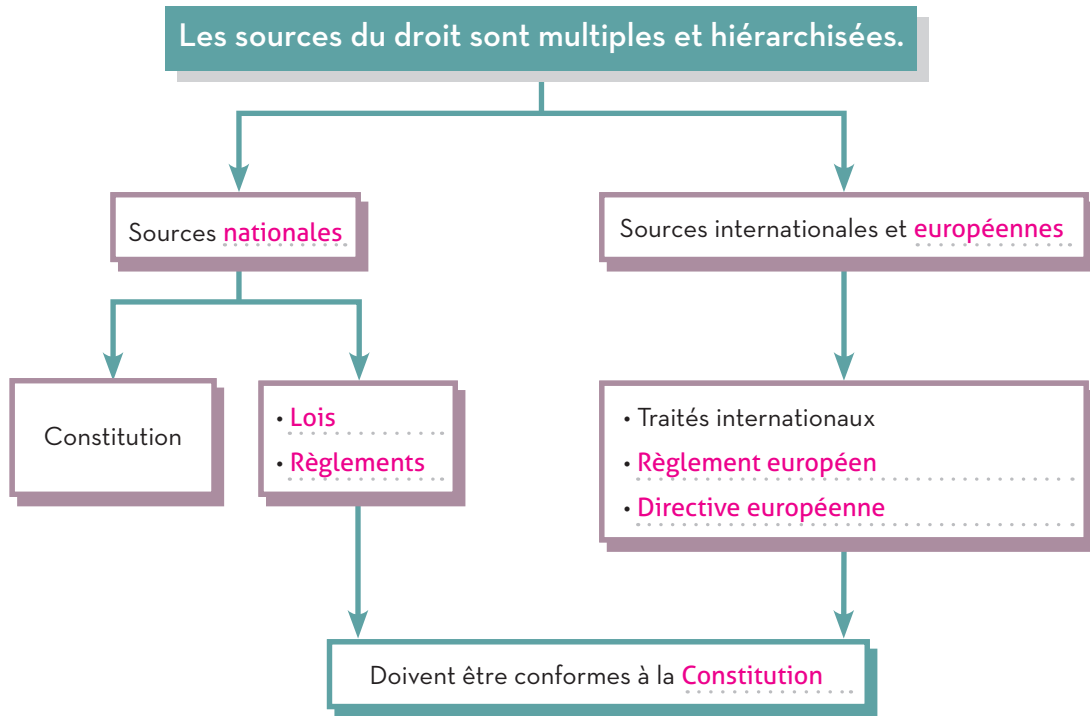 Les sources du droit sont multiples et hiérarchisées.
Sources nationales
Sources internationales et européennes
Constitution
• Lois
• Règlements
• Traités internationaux
• Règlement européen
• Directive européenne
Doivent être conformes à la Constitution